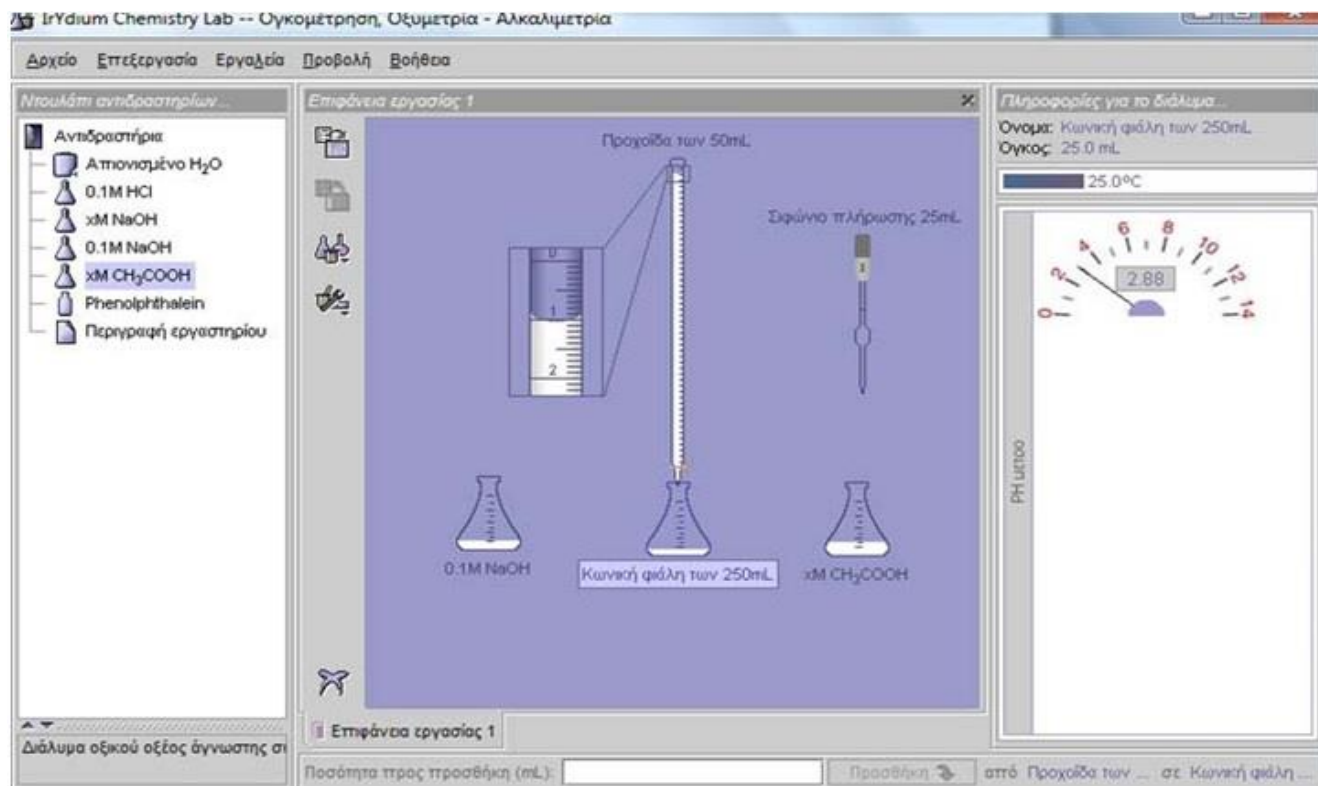 IrYdium Chemistry Lab -- Ογκομέτρηση, Οξυμετρία - Αλκαλιμετρία
Αρχείο Επεξεργασία Εργαλεία Προβολή Βοήθεια
Ντουλάπι αντιδραστηρίων...
Αντιδραστήρια
Απιονισμένο H₂O
0.1M HCl
xM NaOH
0.1M NaOH
xM CH₃COOH
Phenolphthalein
Περιγραφή εργαστηρίου
Διάλυμα οξικού οξέος άγνωστης
Επιφάνεια εργασίας 1
Προχοΐδα των 50mL
Σιφώνιο πλήρωσης 25mL
0
1
2
0.1M NaOH
Κωνική φιάλη των 250mL
xM CH₃COOH
Επιφάνεια εργασίας 1
Ποσότητα προς προσθήκη (mL):
Προσθήκη
από Προχοΐδα των ... σε Κωνική φιάλη ...
Πληροφορίες για το διάλυμα...
Όνομα: Κωνική φιάλη των 250mL
Όγκος: 25.0 mL
25.0ºC
PH μετρο
0 2 4 6 8 10 12 14
2.88